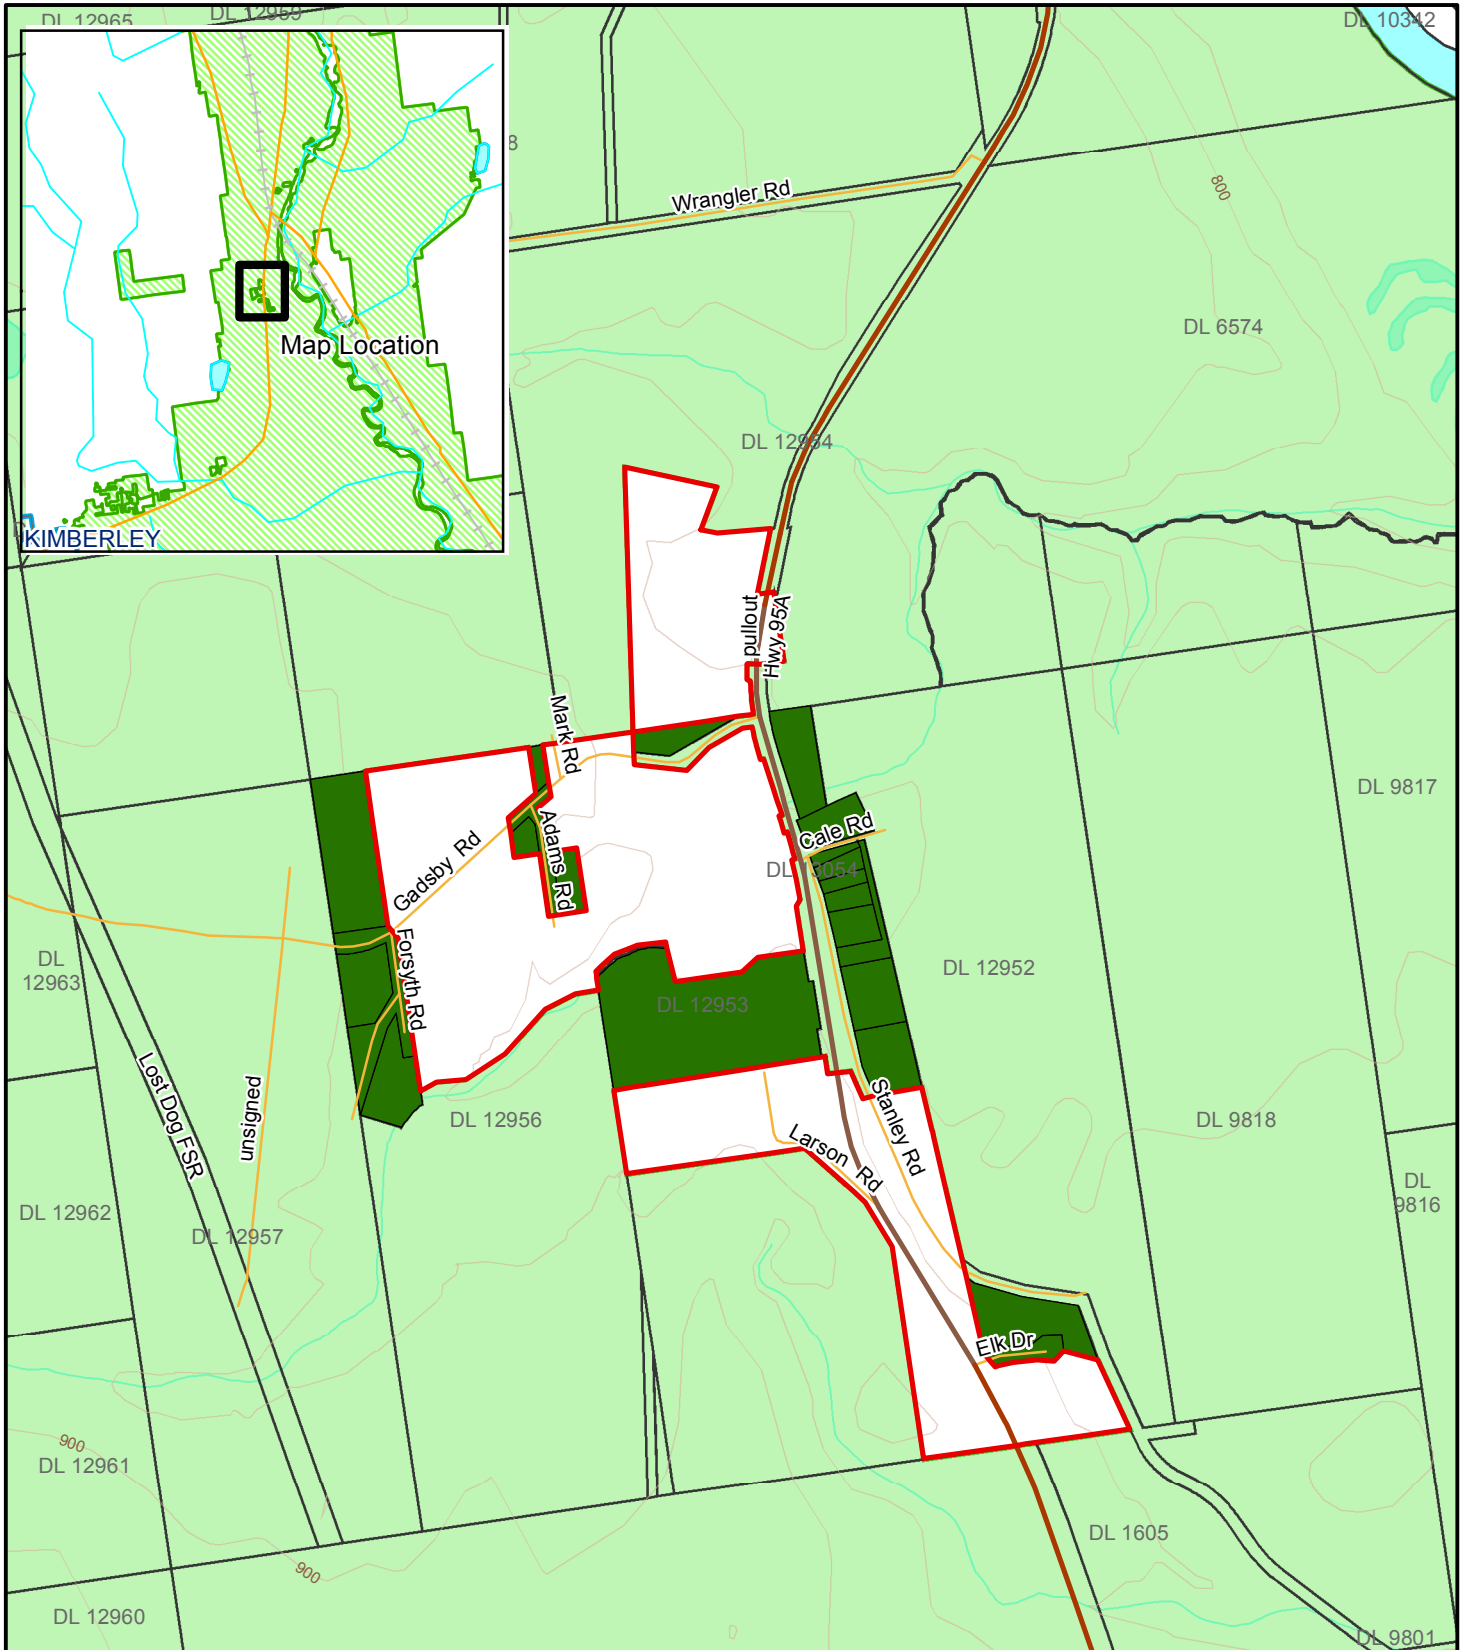 DL 12965
DL 12959
DL 10342
8
Wrangler Rd
800
DL 6574
Map Location
KIMBERLEY
DL 12964
pullout
Hwy 95A
Mark Rd
DL 9817
Cale Rd
Adams Rd
Gadsby Rd
DL 13054
Forsyth Rd
DL
12963
DL 12952
DL 12953
Lost Dog FSR
unsigned
DL 12956
Stanley Rd
DL 9818
Larson Rd
DL
9816
DL 12962
DL 12957
Elk Dr
900
DL 12961
DL 1605
900
DL 12960
DL 9801